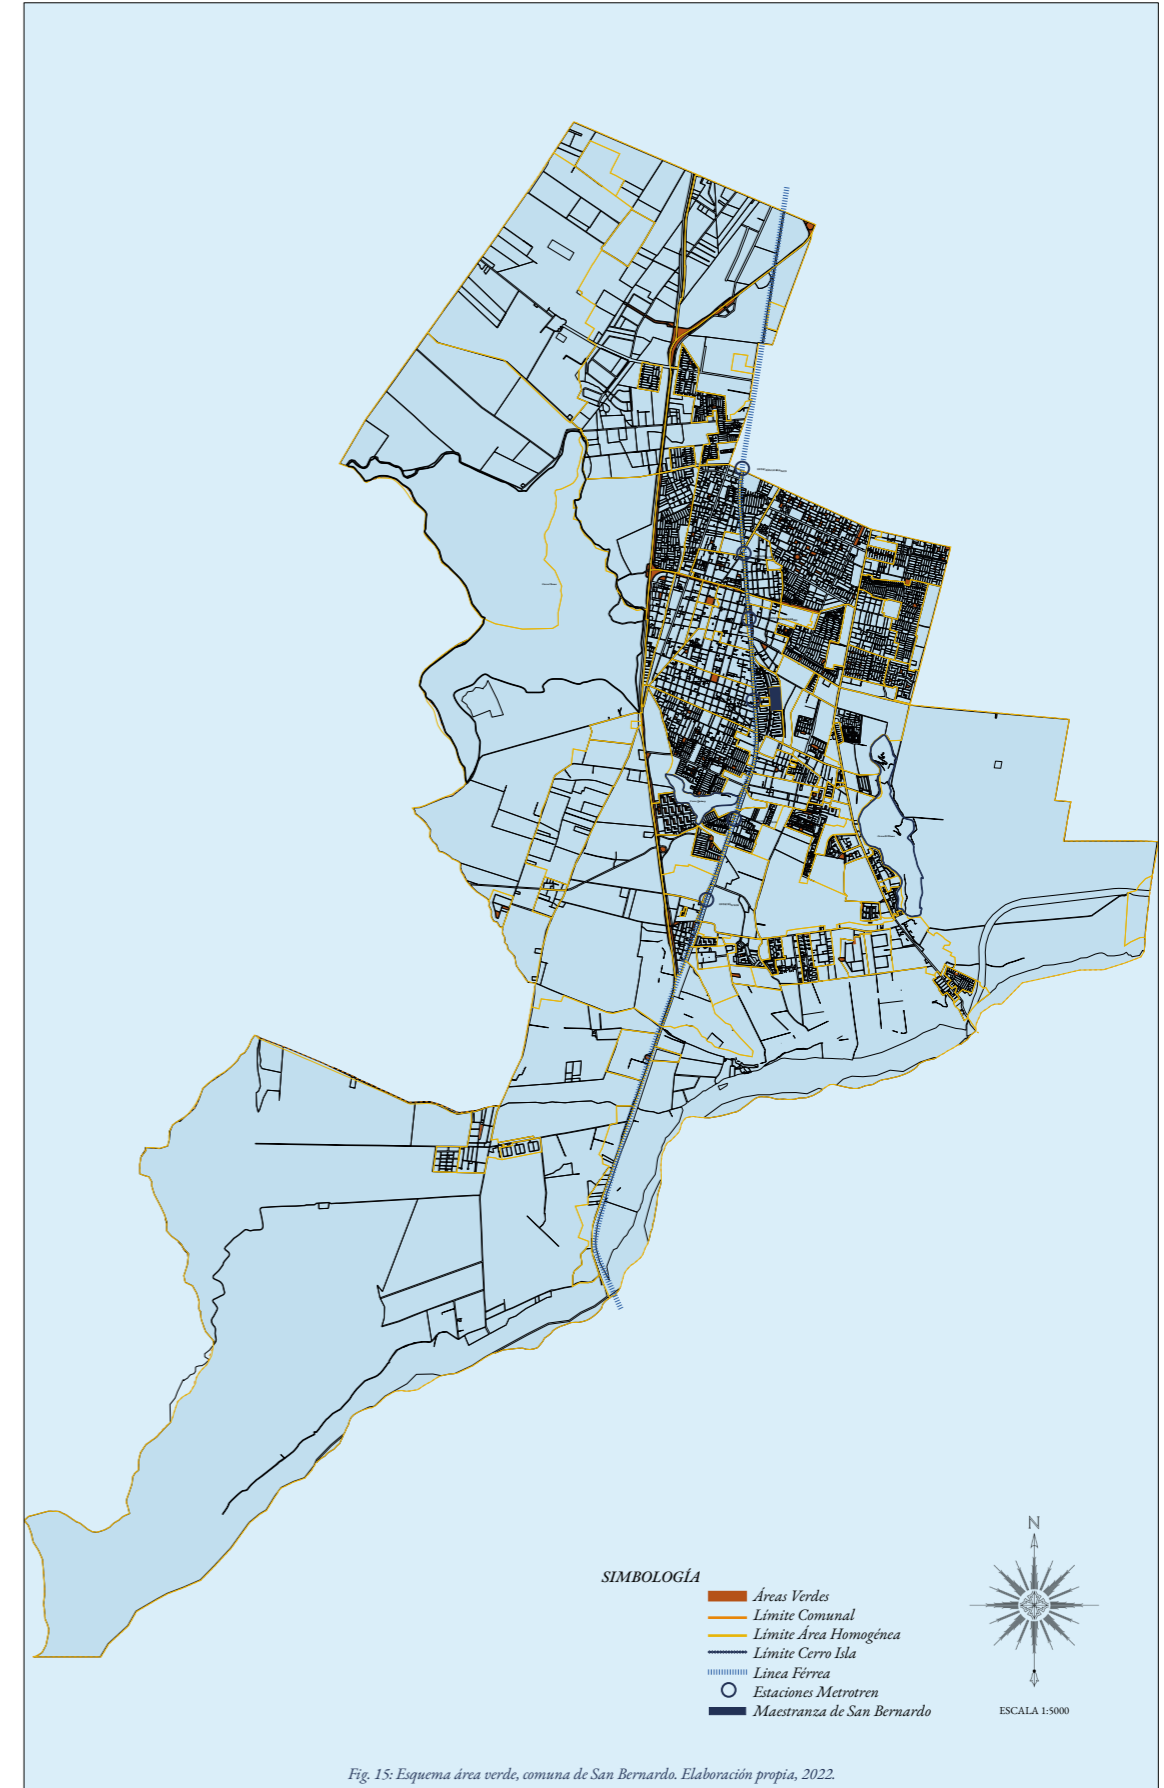 N
SIMBOLOGÍA
Áreas Verdes
Límite Comunal
Límite Área Homogénea
Límite Cerro Isla
Linea Férrea
Estaciones Metrotren
Maestranza de San Bernardo
ESCALA 1:5000
Fig. 15: Esquema área verde, comuna de San Bernardo. Elaboración propia, 2022.